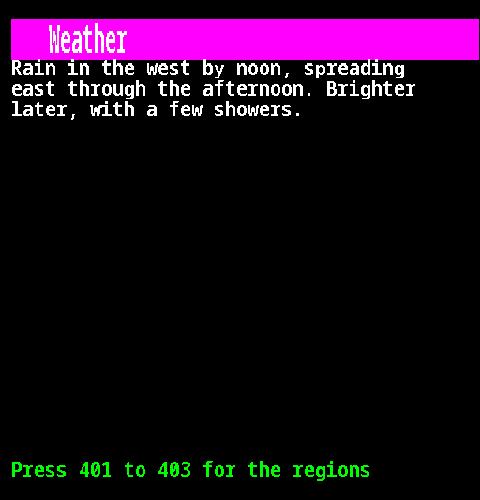 Weather
Rain in the west by noon, spreading
east through the afternoon. Brighter
later, with a few showers.
Press 401 to 403 for the regions